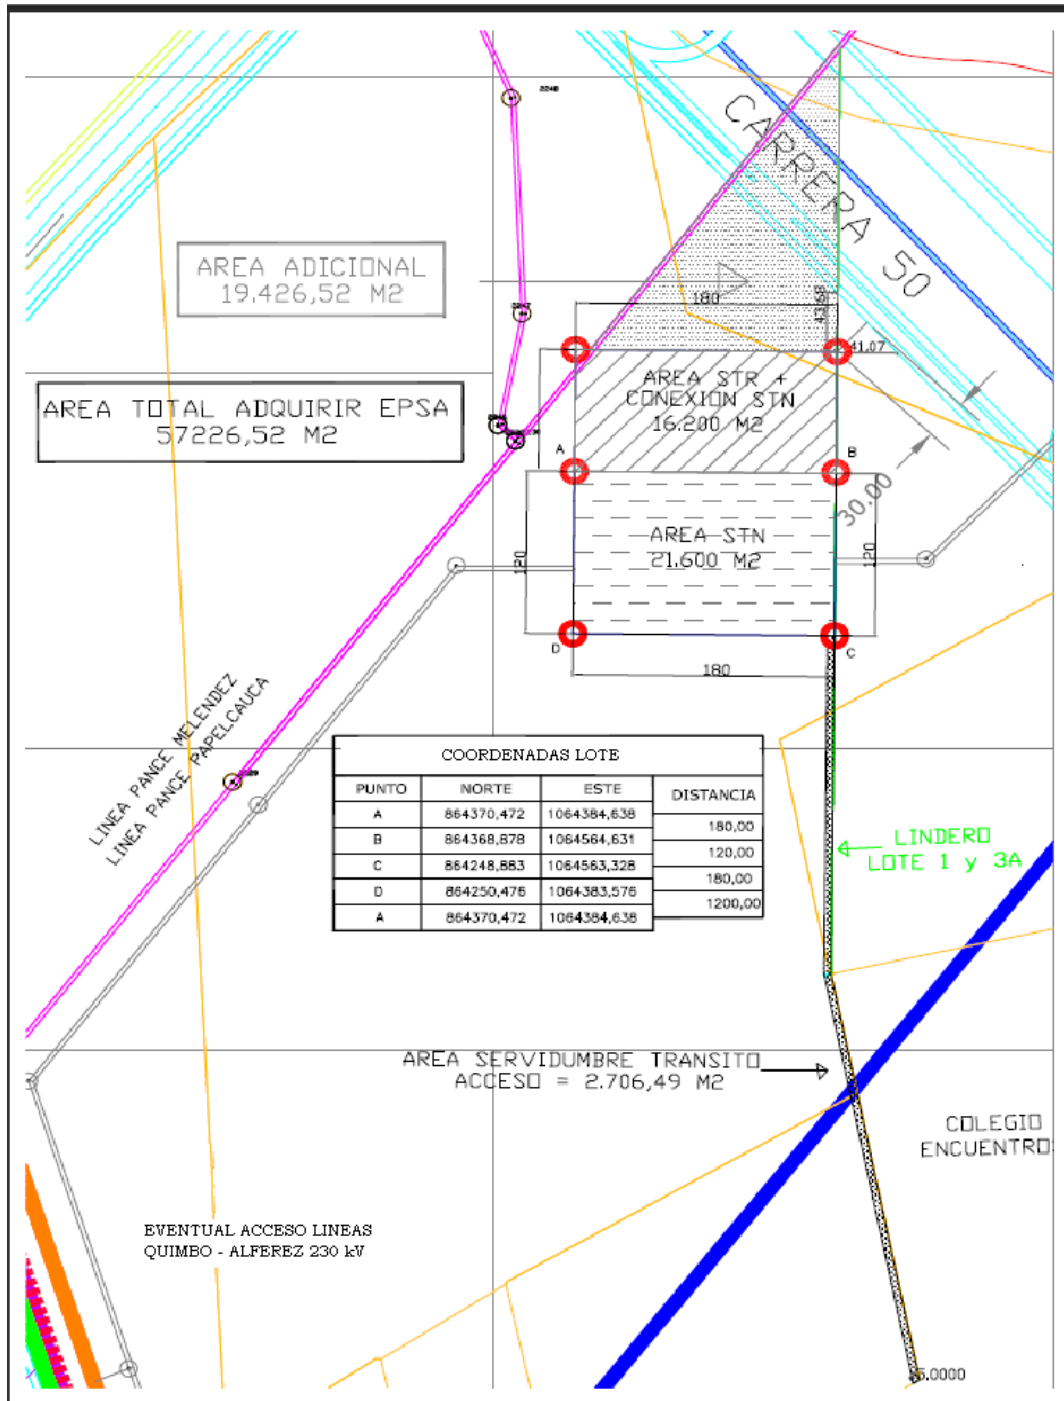 2248
CARRERA 50
AREA ADICIONAL
19.426,52 M2
180
43.68
41.07
AREA TOTAL ADQUIRIR EPSA
57226,52 M2
AREA STR +
CONEXION STN
16.200 M2
A
B
30.00
AREA STN
21.600 M2
120
120
D
C
180
LINEA PANCE MELENDEZ
LINEA PANCE PAPELCAUCA
COORDENADAS LOTE
PUNTO NORTE ESTE DISTANCIA
A 864370,472 1064384,638
180,00
B 864368,878 1064564,631
120,00
C 864248,883 1064563,328
180,00
D 864250,476 1064383,576
1200,00
A 864370,472 1064384,638
LINDERO
LOTE 1 y 3A
AREA SERVIDUMBRE TRANSITO
ACCESO = 2.706,49 M2
COLEGIO
ENCUENTRO
EVENTUAL ACCESO LINEAS
QUIMBO - ALFEREZ 230 kV
5.0000